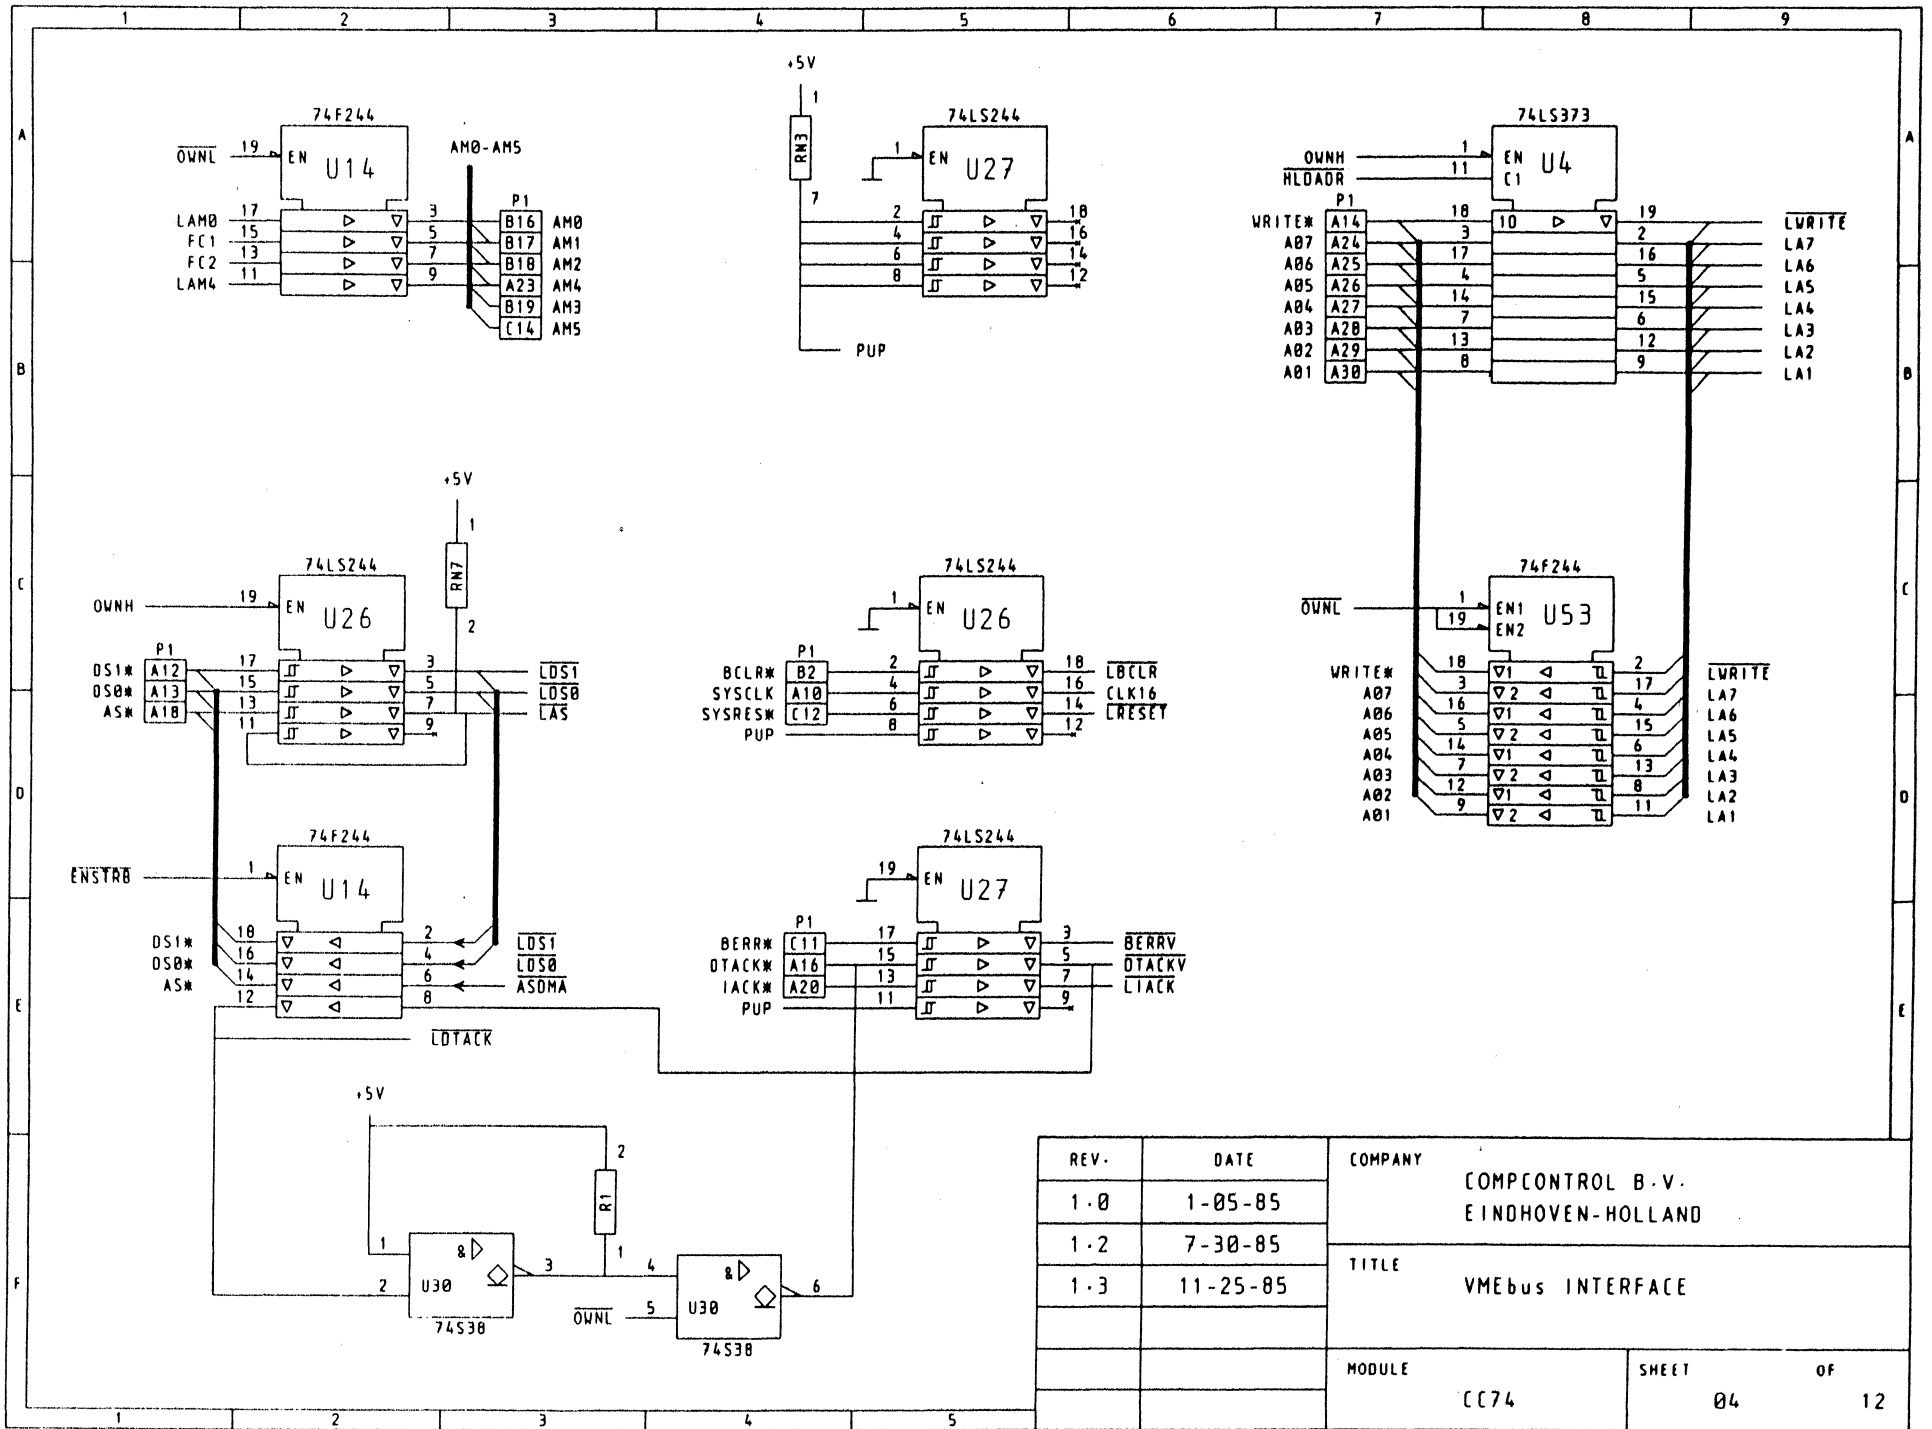 1 2 3 4 5 6 7 8 9
A B C D E F
A B C D E
74F244
OWNL 19 EN U14
AM0-AM5
P1
LAM0 17 3 B16 AM0
FC1 15 5 B17 AM1
FC2 13 7 B18 AM2
LAM4 11 9 A23 AM4
B19 AM3
C14 AM5
+5V
1
RN3
7
PUP
74LS244
1 EN U27
2 18
4 16
6 14
8 12
74LS373
OWNH 1 EN U4
HLDADR 11 C1
P1
WRITE* A14 18 1D 19 LWRITE
A07 A24 3 2 LA7
A06 A25 17 16 LA6
A05 A26 4 5 LA5
A04 A27 14 15 LA4
A03 A28 7 6 LA3
A02 A29 13 12 LA2
A01 A30 8 9 LA1
+5V
1
RN7
2
74LS244
OWNH 19 EN U26
P1
DS1* A12 17 3 LDS1
DS0* A13 15 5 LDS0
AS* A18 13 7 LAS
11 9
74LS244
1 EN U26
P1
BCLR* B2 2 18 LBCLR
SYSCLK A10 4 16 CLK16
SYSRES* C12 6 14 LRESET
PUP 8 12
74F244
OWNL 1 EN1 U53
19 EN2
WRITE* 18 1 2 LWRITE
A07 3 2 17 LA7
A06 16 1 4 LA6
A05 5 2 15 LA5
A04 14 1 6 LA4
A03 7 2 13 LA3
A02 12 1 8 LA2
A01 9 2 11 LA1
74F244
ENSTRB 1 EN U14
DS1* 18 2 LDS1
DS0* 16 4 LDS0
AS* 14 6 ASDMA
12 8
LDTACK
74LS244
19 EN U27
P1
BERR* C11 17 3 BERRV
DTACK* A16 15 5 DTACKV
IACK* A20 13 7 LIACK
PUP 11 9
+5V
2
R1
1
1 & 3
2 U30
74S38
4 & 6
OWNL 5 U30
74S38
REV. DATE
1.0 1-05-85
1.2 7-30-85
1.3 11-25-85
COMPANY
COMPCONTROL B.V.
EINDHOVEN-HOLLAND
TITLE
VMEbus INTERFACE
MODULE
CC74
SHEET OF
04 12
1 2 3 4 5